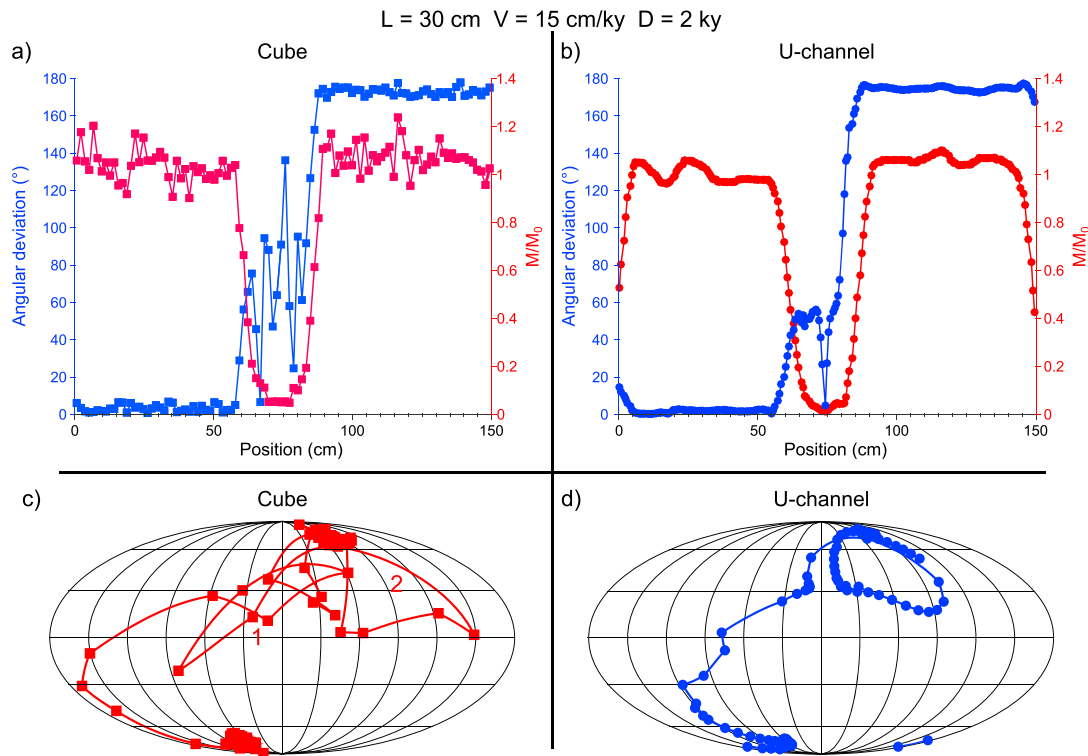 L = 30 cm V = 15 cm/ky D = 2 ky
a) Cube
Angular deviation (°)
180
160
140
120
100
80
60
40
20
0
1.4
1.2
1
0.8
0.6
0.4
0.2
0
M/M0
0 50 100 150
Position (cm)
b) U-channel
Angular deviation (°)
180
160
140
120
100
80
60
40
20
0
1.4
1.2
1
0.8
0.6
0.4
0.2
0
M/M0
0 50 100 150
Position (cm)
c) Cube
2
1
d) U-channel